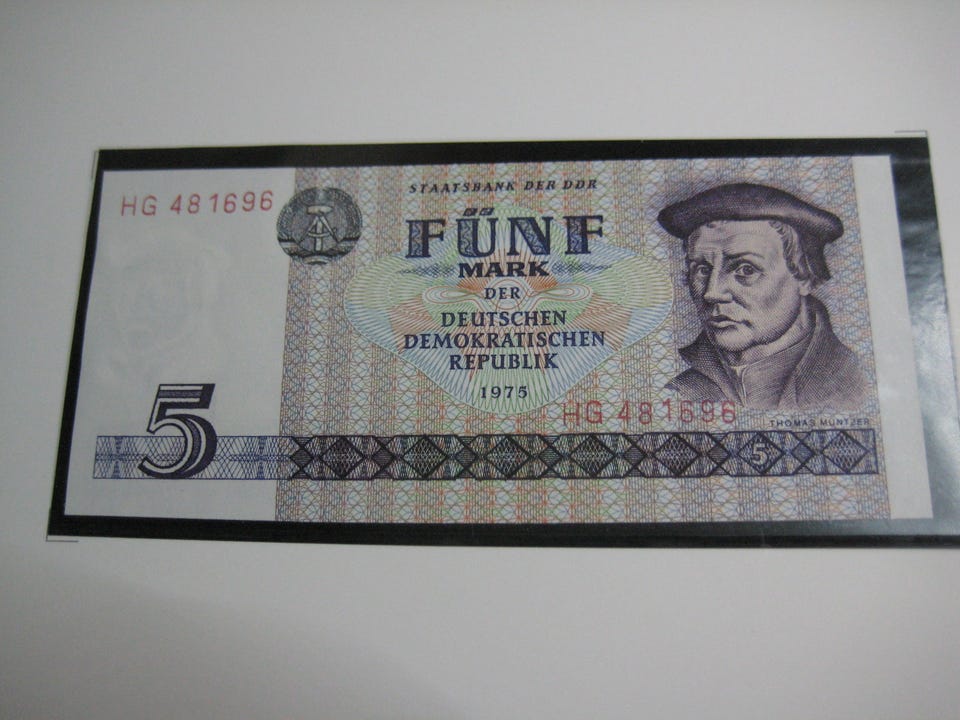 HG 481696
STAATSBANK DER DDR
FÜNF
MARK
DER
DEUTSCHEN
DEMOKRATISCHEN
REPUBLIK
1975
HG 481696
THOMAS MÜNTZER
5
5